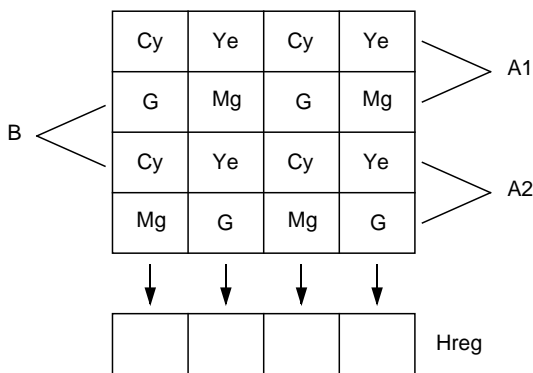 Cy Ye Cy Ye
A1
G Mg G Mg
B
Cy Ye Cy Ye
A2
Mg G Mg G
Hreg